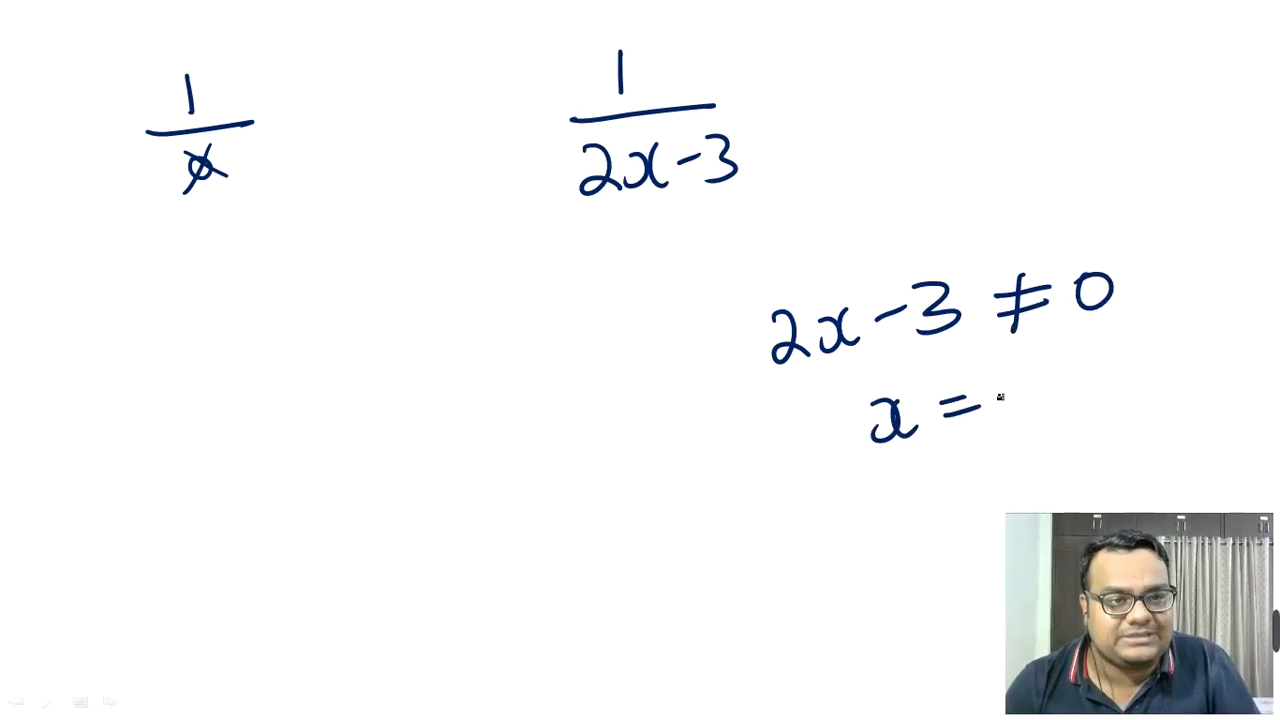 1/x
1/(2x-3)
2x-3 ≠ 0
x =